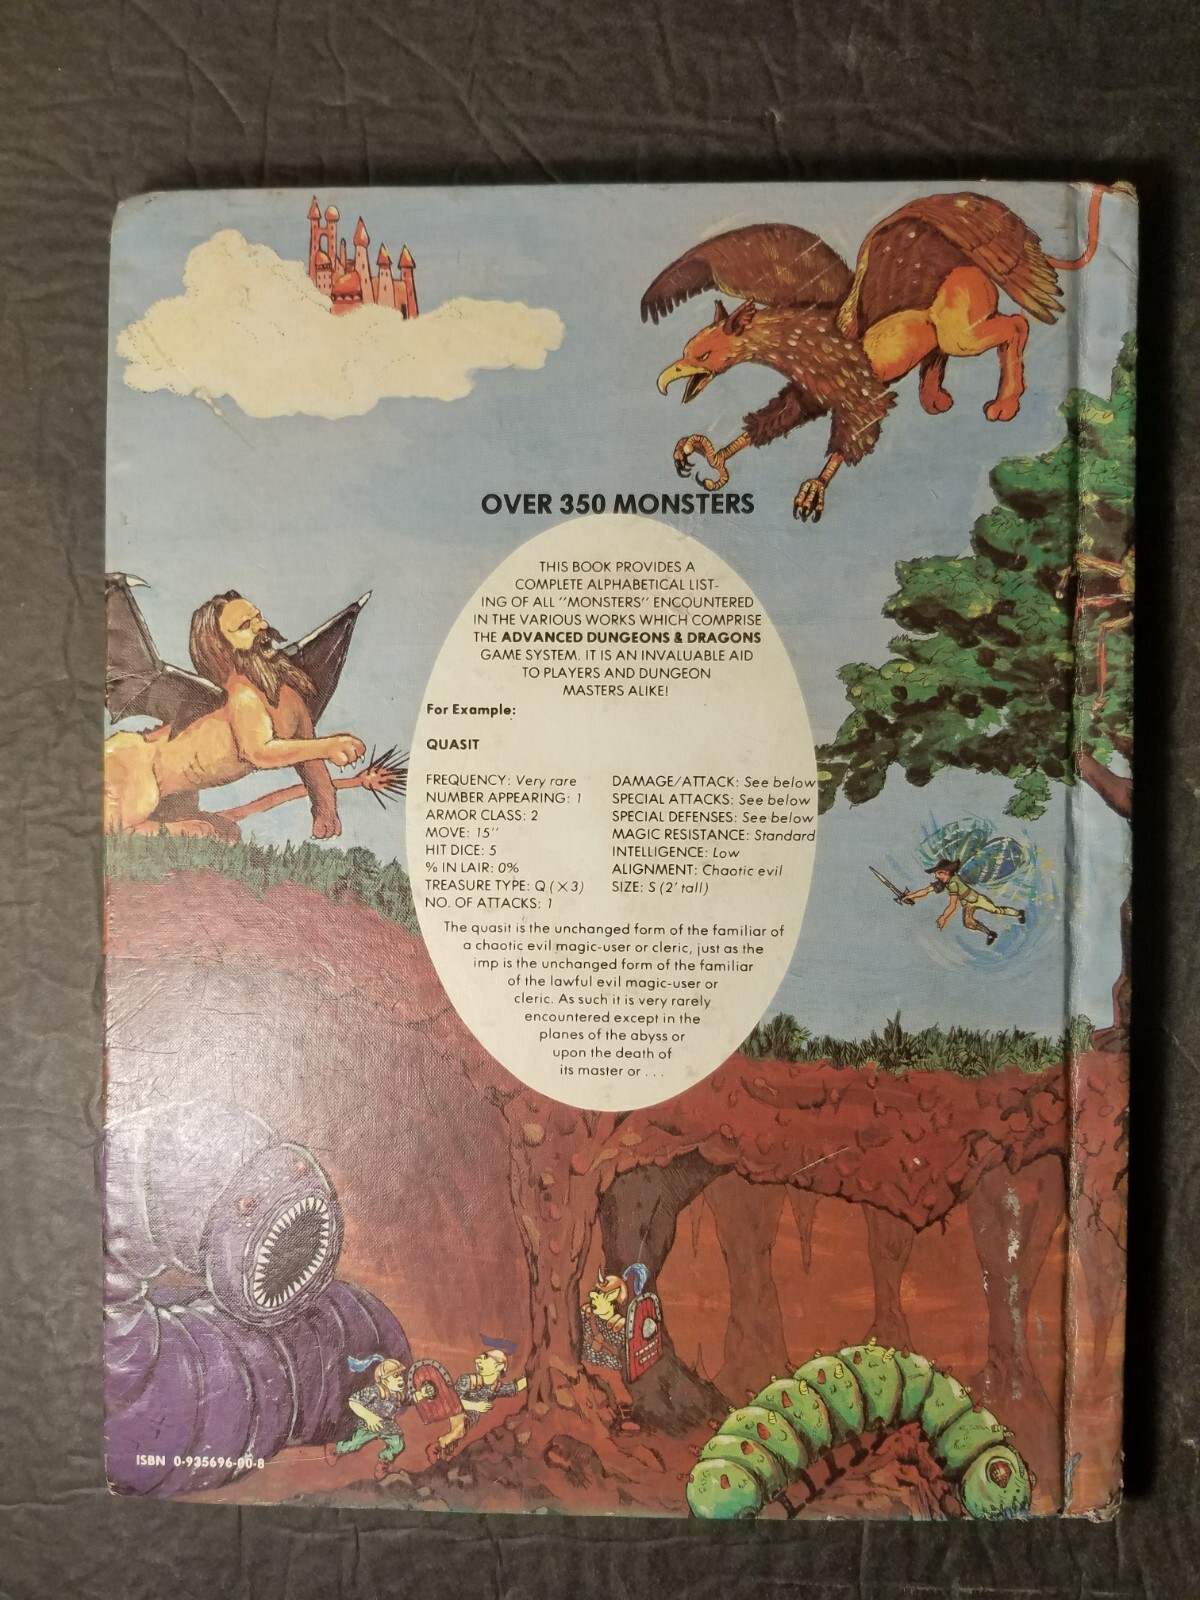 OVER 350 MONSTERS
THIS BOOK PROVIDES A
COMPLETE ALPHABETICAL LIST-
ING OF ALL "MONSTERS" ENCOUNTERED
IN THE VARIOUS WORKS WHICH COMPRISE
THE ADVANCED DUNGEONS & DRAGONS
GAME SYSTEM. IT IS AN INVALUABLE AID
TO PLAYERS AND DUNGEON
MASTERS ALIKE!
For Example:
QUASIT
FREQUENCY: Very rare
NUMBER APPEARING: 1
ARMOR CLASS: 2
MOVE: 15"
HIT DICE: 5
% IN LAIR: 0%
TREASURE TYPE: Q (X3)
NO. OF ATTACKS: 1
DAMAGE/ATTACK: See below
SPECIAL ATTACKS: See below
SPECIAL DEFENSES: See below
MAGIC RESISTANCE: Standard
INTELLIGENCE: Low
ALIGNMENT: Chaotic evil
SIZE: S (2' tall)
The quasit is the unchanged form of the familiar of
a chaotic evil magic-user or cleric, just as the
imp is the unchanged form of the familiar
of the lawful evil magic-user or
cleric. As such it is very rarely
encountered except in the
planes of the abyss or
upon the death of
its master or . . .
ISBN 0-935696-00-8